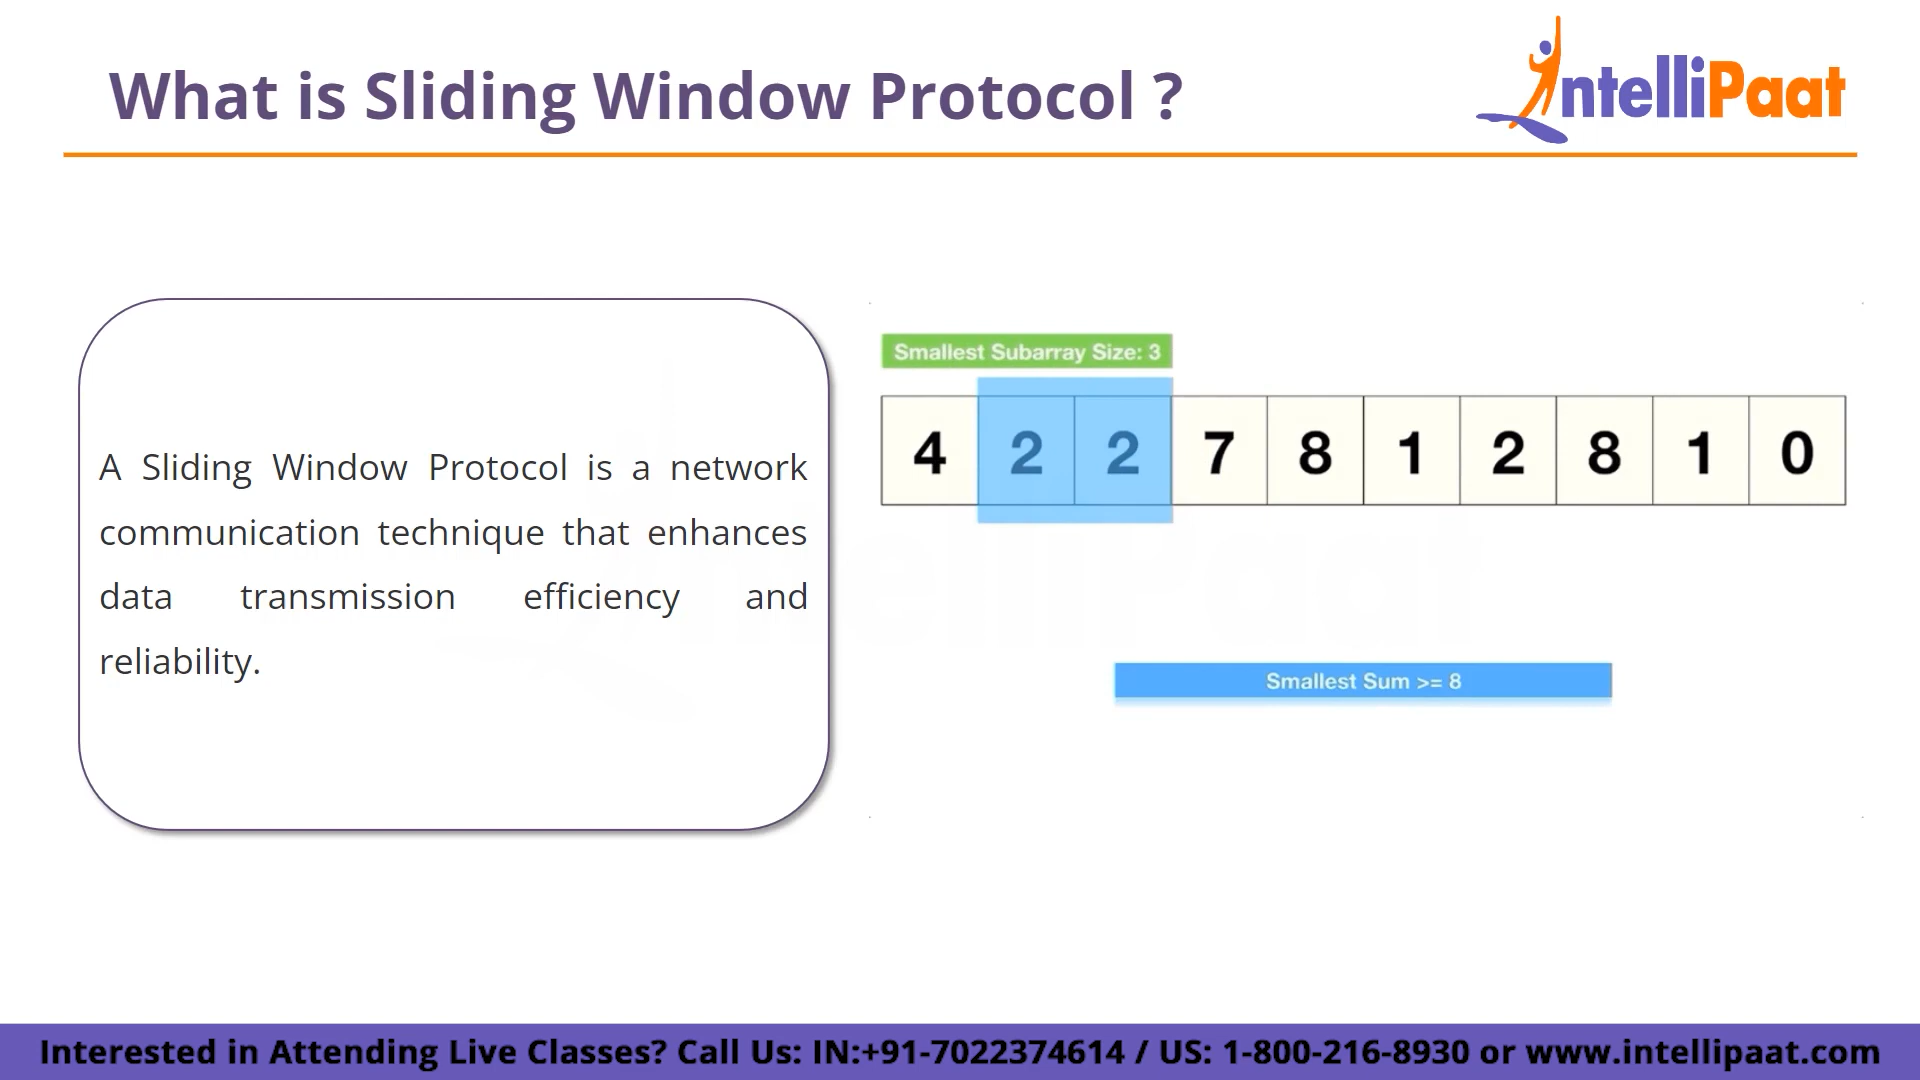 What is Sliding Window Protocol ?
IntelliPaat
A Sliding Window Protocol is a network
communication technique that enhances
data transmission efficiency and
reliability.
Smallest Subarray Size: 3
4 2 2 7 8 1 2 8 1 0
Smallest Sum >= 8
Interested in Attending Live Classes? Call Us: IN:+91-7022374614 / US: 1-800-216-8930 or www.intellipaat.com